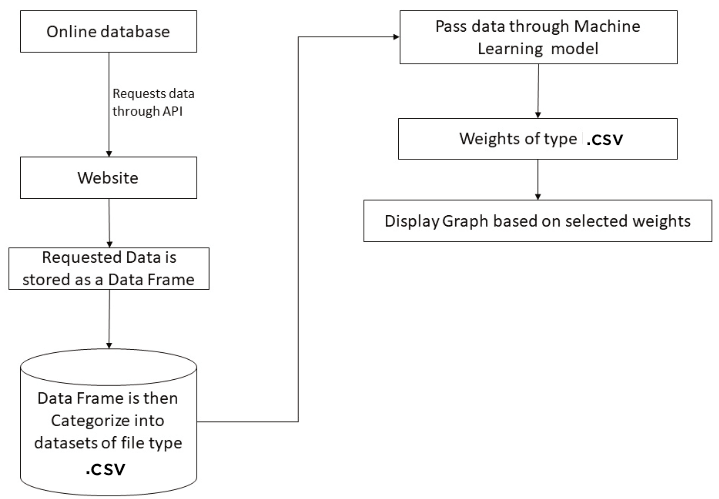 Online database
Requests data
through API
Website
Requested Data is
stored as a Data Frame
Data Frame is then
Categorize into
datasets of file type
.CSV
Pass data through Machine
Learning model
Weights of type .CSV
Display Graph based on selected weights